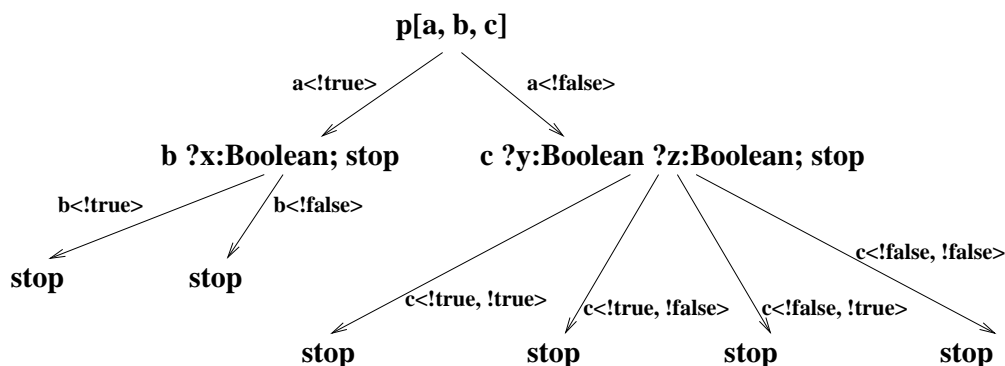 p[a, b, c]
a<!true>
a<!false>
b ?x:Boolean; stop
c ?y:Boolean ?z:Boolean; stop
b<!true>
b<!false>
c<!false, !false>
stop
stop
c<!true, !true>
c<!true, !false>
c<!false, !true>
stop
stop
stop
stop